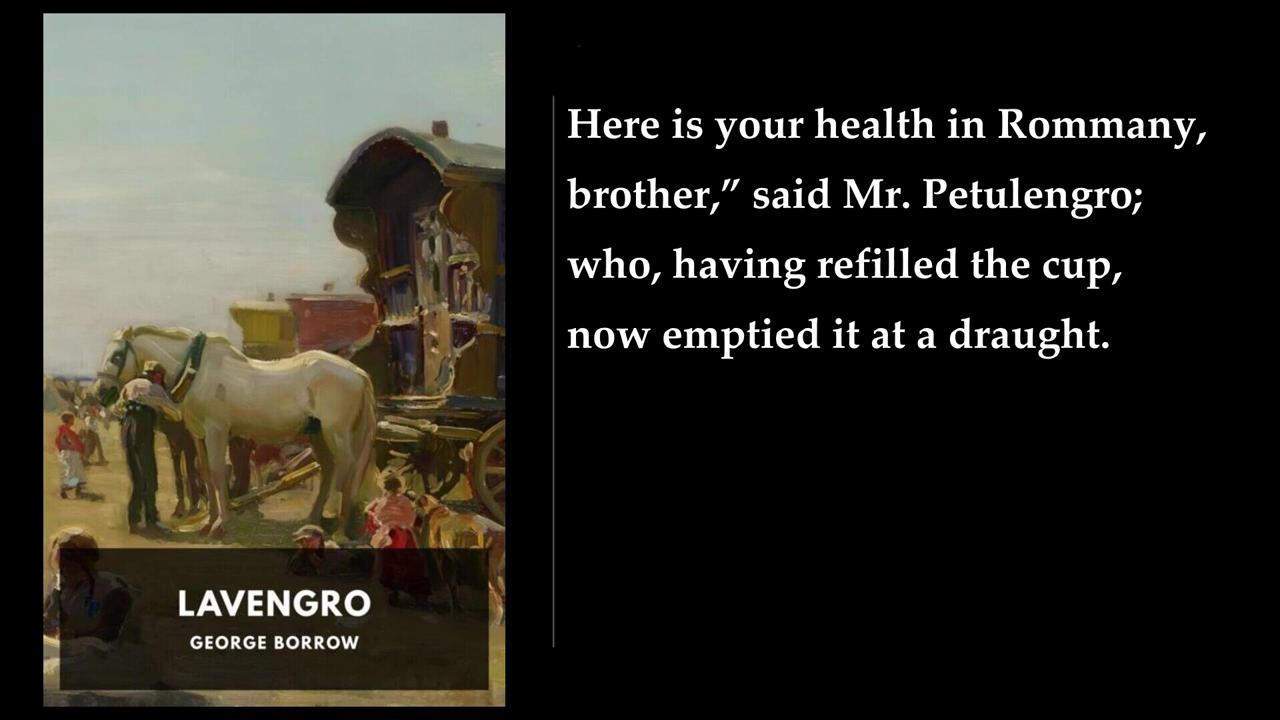 LAVENGRO
GEORGE BORROW
Here is your health in Rommany,
brother,” said Mr. Petulengro;
who, having refilled the cup,
now emptied it at a draught.